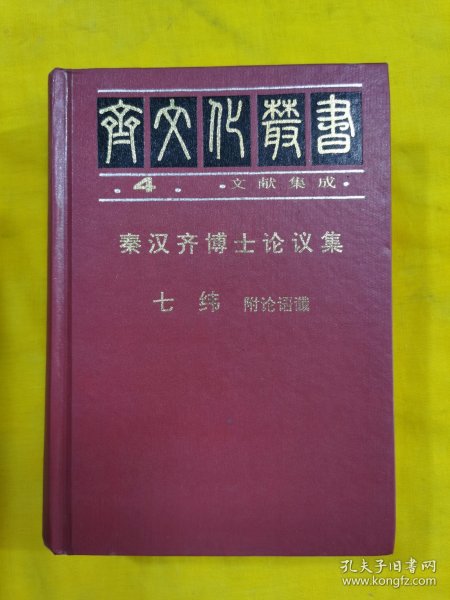 齊文化叢書
·4· ·文献集成·
秦汉齐博士论议集
七纬 附论语谶
孔夫子旧书网
www.kongfz.com